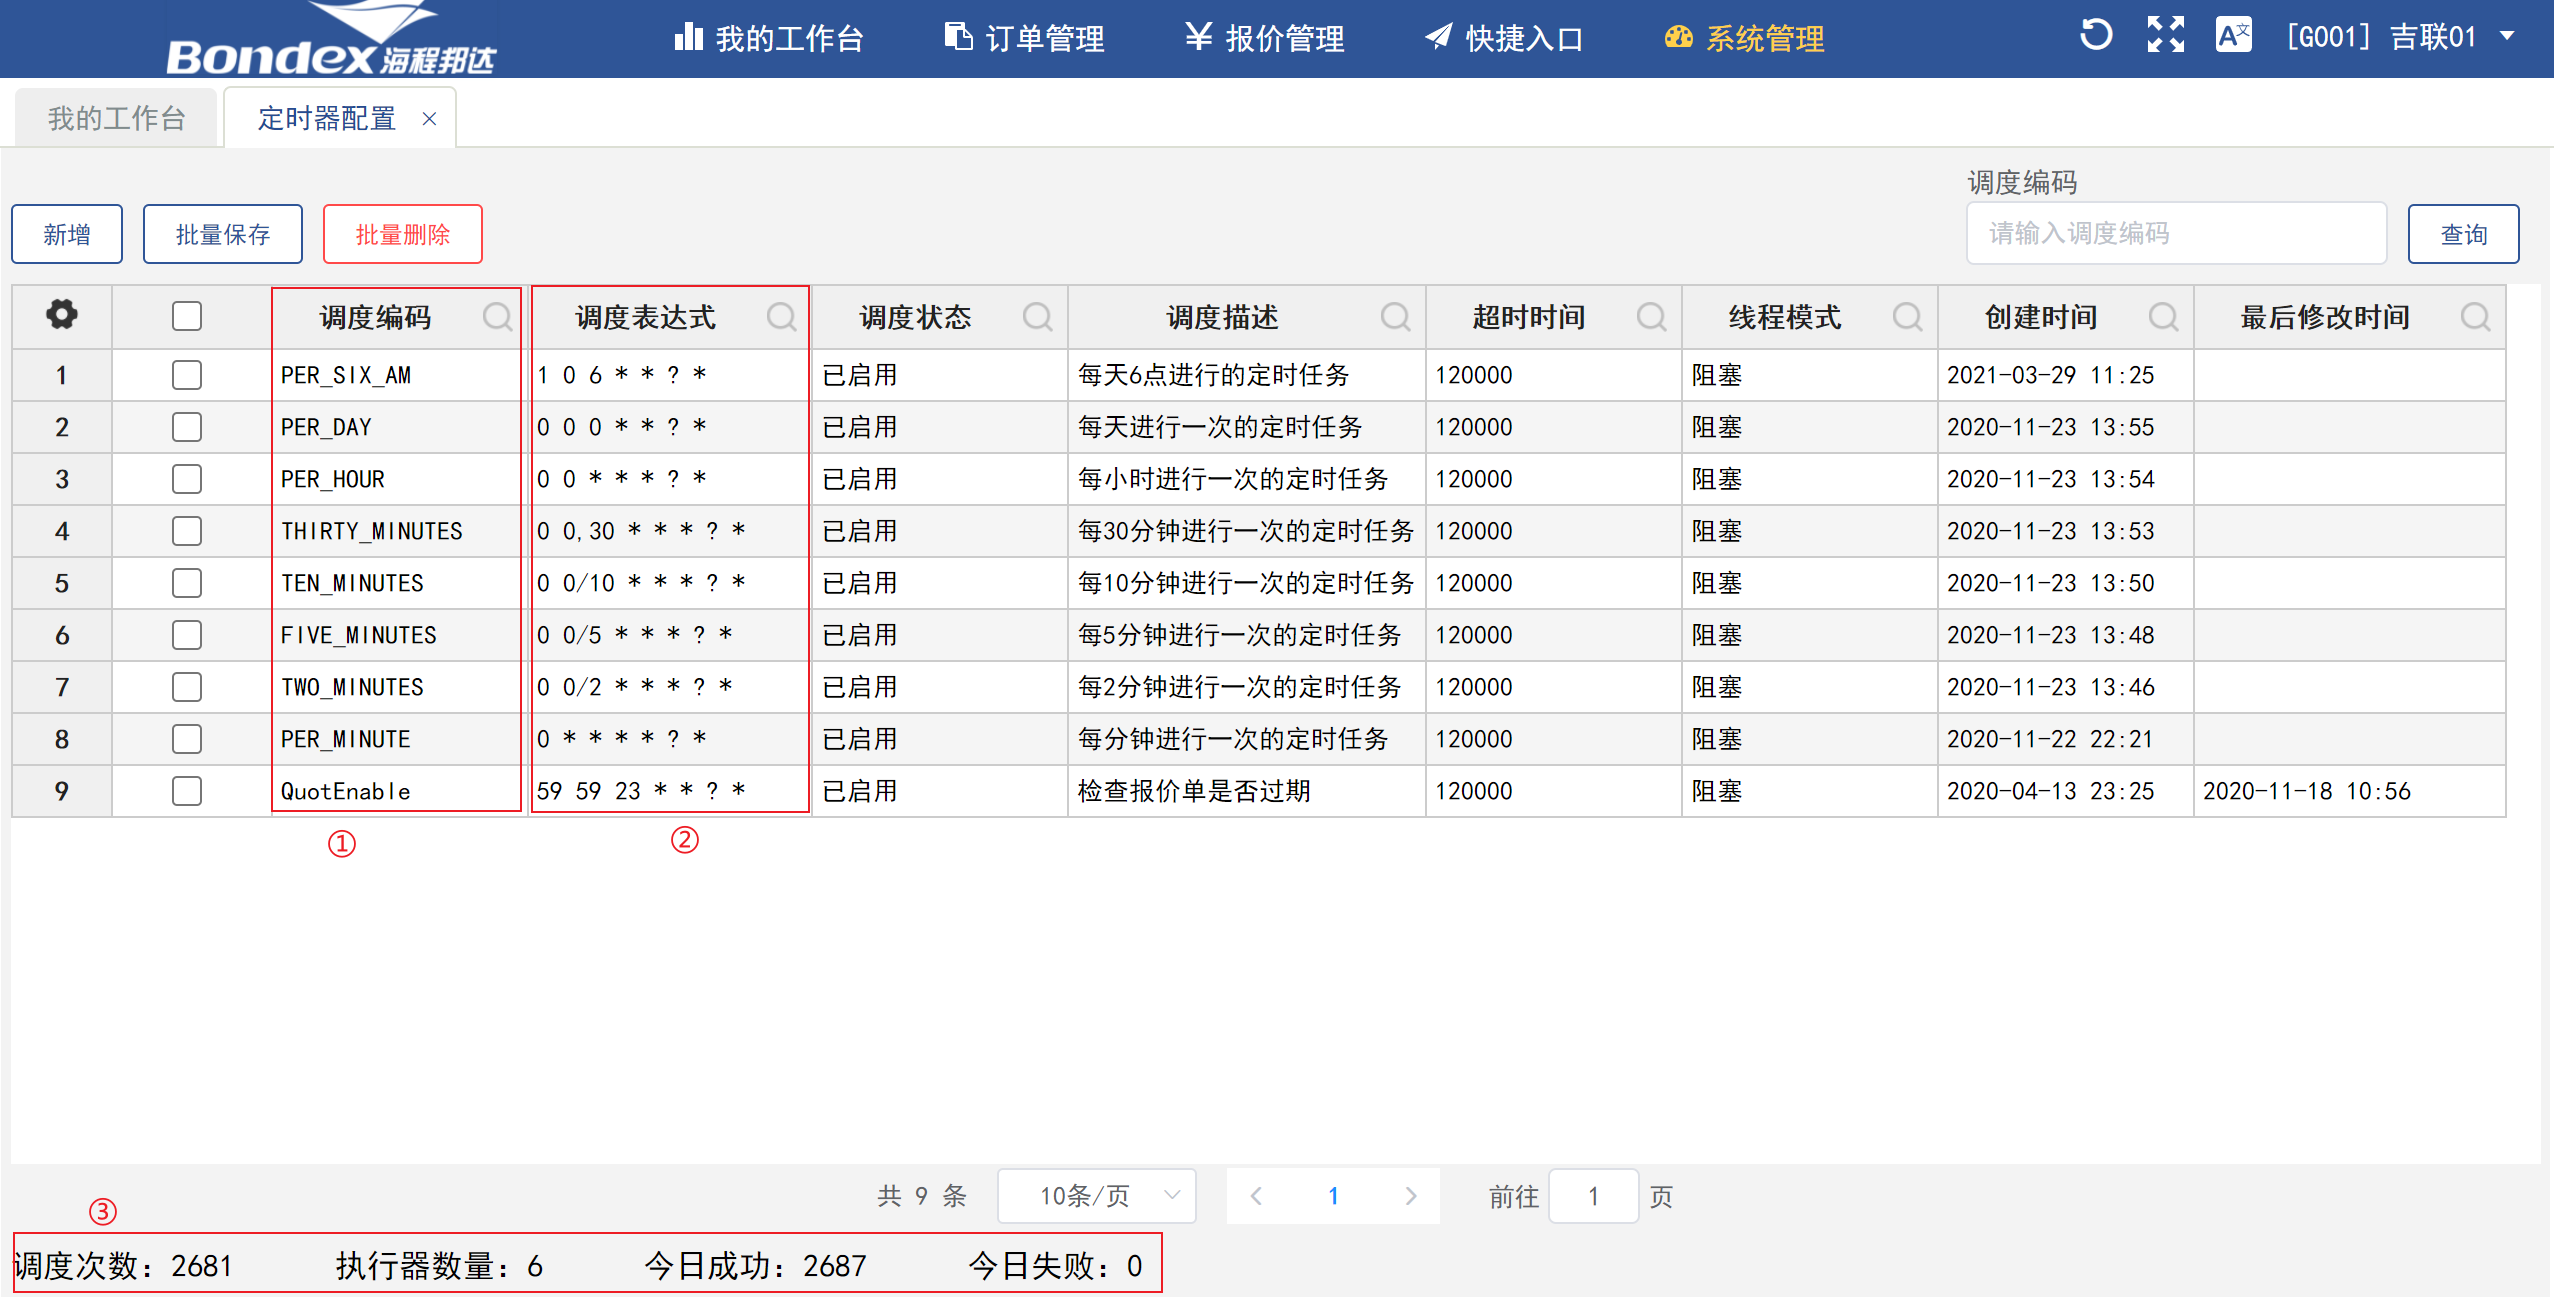 Bondex 海程邦达 我的工作台 订单管理 ¥ 报价管理 快捷入口 系统管理 [G001] 吉联01
我的工作台 定时器配置 ×
调度编码
新增 批量保存 批量删除 请输入调度编码 查询
调度编码 调度表达式 调度状态 调度描述 超时时间 线程模式 创建时间 最后修改时间
1 PER_SIX_AM 1 0 6 * * ? * 已启用 每天6点进行的定时任务 120000 阻塞 2021-03-29 11:25
2 PER_DAY 0 0 0 * * ? * 已启用 每天进行一次的定时任务 120000 阻塞 2020-11-23 13:55
3 PER_HOUR 0 0 * * * ? * 已启用 每小时进行一次的定时任务 120000 阻塞 2020-11-23 13:54
4 THIRTY_MINUTES 0 0,30 * * * ? * 已启用 每30分钟进行一次的定时任务 120000 阻塞 2020-11-23 13:53
5 TEN_MINUTES 0 0/10 * * * ? * 已启用 每10分钟进行一次的定时任务 120000 阻塞 2020-11-23 13:50
6 FIVE_MINUTES 0 0/5 * * * ? * 已启用 每5分钟进行一次的定时任务 120000 阻塞 2020-11-23 13:48
7 TWO_MINUTES 0 0/2 * * * ? * 已启用 每2分钟进行一次的定时任务 120000 阻塞 2020-11-23 13:46
8 PER_MINUTE 0 * * * * ? * 已启用 每分钟进行一次的定时任务 120000 阻塞 2020-11-22 22:21
9 QuotEnable 59 59 23 * * ? * 已启用 检查报价单是否过期 120000 阻塞 2020-04-13 23:25 2020-11-18 10:56
① ②
共 9 条 10条/页 1 前往 1 页
③
调度次数：2681 执行器数量：6 今日成功：2687 今日失败：0